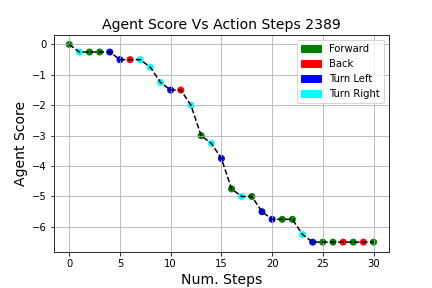 Agent Score Vs Action Steps 2389
Agent Score
0
−1
−2
−3
−4
−5
−6
Forward
Back
Turn Left
Turn Right
0 5 10 15 20 25 30
Num. Steps